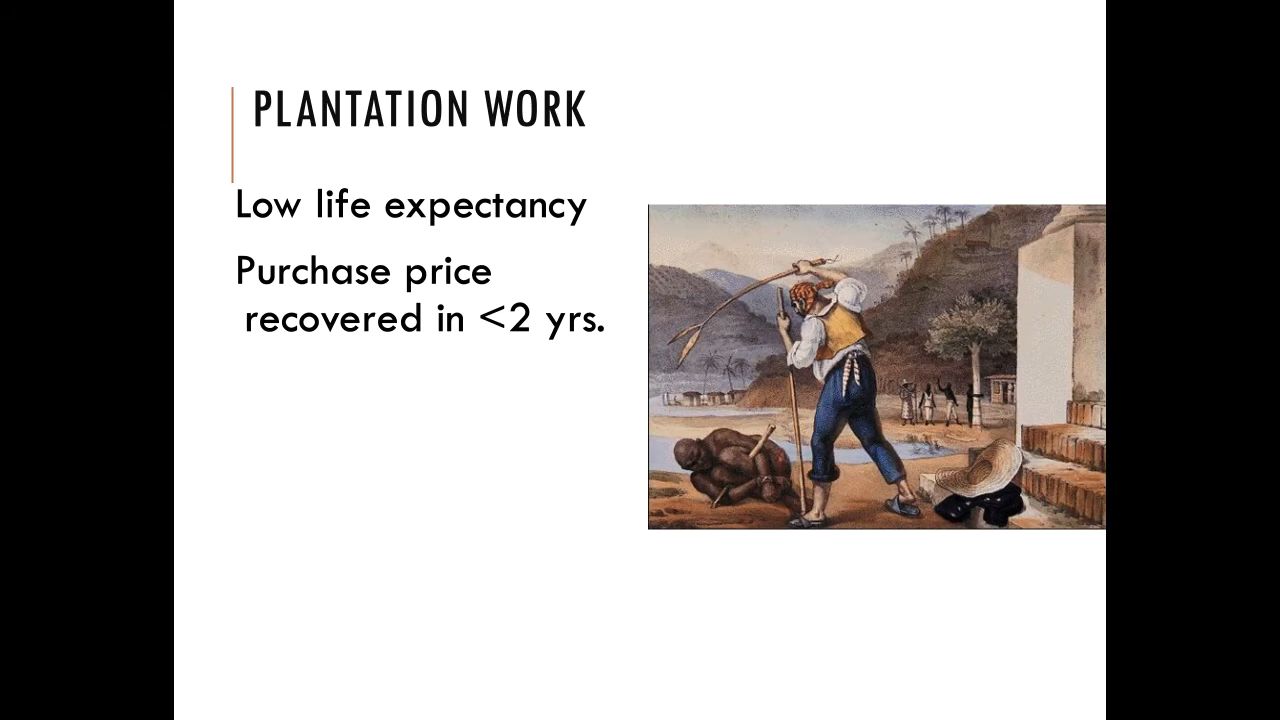 PLANTATION WORK
Low life expectancy
Purchase price
recovered in <2 yrs.